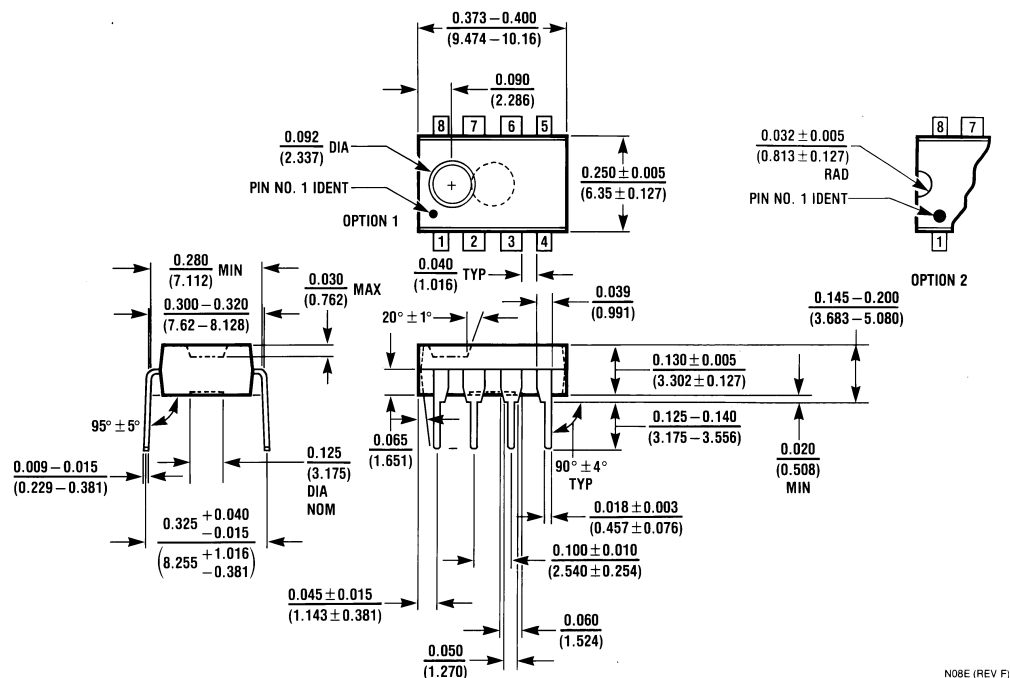 0.373 – 0.400
(9.474 – 10.16)
0.090
(2.286)
8 7 6 5
0.092 DIA
(2.337)
PIN NO. 1 IDENT
OPTION 1
0.250 ± 0.005
(6.35 ± 0.127)
1 2 3 4
0.032 ± 0.005
(0.813 ± 0.127)
RAD
PIN NO. 1 IDENT
8 7
1
OPTION 2
0.280 MIN
(7.112)
0.300 – 0.320
(7.62 – 8.128)
0.030 MAX
(0.762)
0.040 TYP
(1.016)
20° ± 1°
0.039
(0.991)
0.145 – 0.200
(3.683 – 5.080)
0.130 ± 0.005
(3.302 ± 0.127)
0.125 – 0.140
(3.175 – 3.556)
0.020
(0.508)
MIN
95° ± 5°
0.009 – 0.015
(0.229 – 0.381)
0.125
(3.175)
DIA
NOM
0.065
(1.651)
90° ± 4°
TYP
0.018 ± 0.003
(0.457 ± 0.076)
0.325 +0.040 −0.015
(8.255 +1.016 −0.381)
0.100 ± 0.010
(2.540 ± 0.254)
0.045 ± 0.015
(1.143 ± 0.381)
0.060
(1.524)
0.050
(1.270)
N08E (REV F)